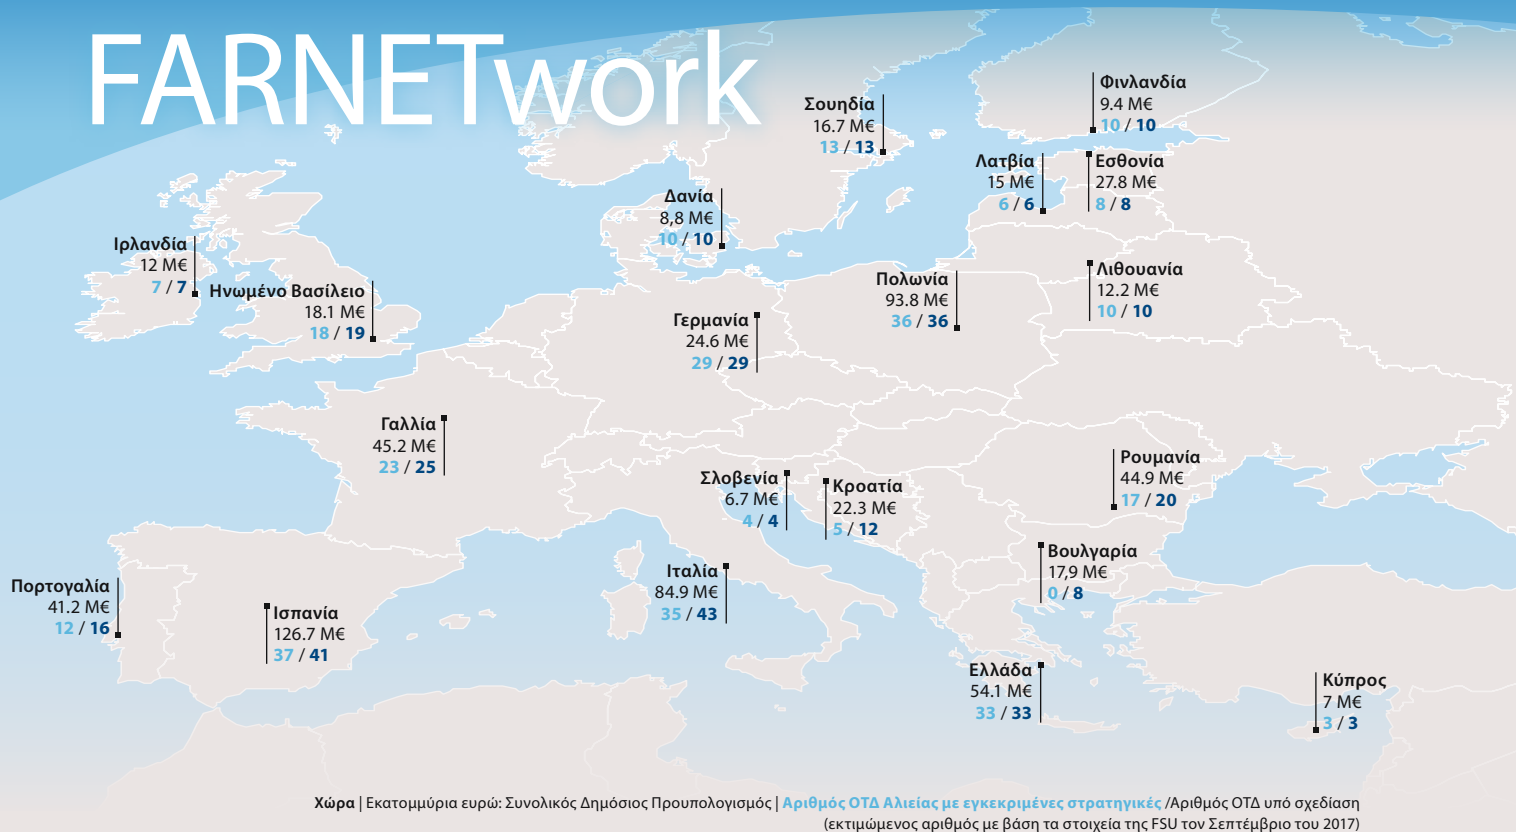 FARNETwork
Σουηδία
16.7 M€
13 / 13
Φινλανδία
9.4 M€
10 / 10
Λατβία
15 M€
6 / 6
Εσθονία
27.8 M€
8 / 8
Δανία
8,8 M€
10 / 10
Ιρλανδία
12 M€
7 / 7
Ηνωμένο Βασίλειο
18.1 M€
18 / 19
Πολωνία
93.8 M€
36 / 36
Λιθουανία
12.2 M€
10 / 10
Γερμανία
24.6 M€
29 / 29
Γαλλία
45.2 M€
23 / 25
Σλοβενία
6.7 M€
4 / 4
Κροατία
22.3 M€
5 / 12
Ρουμανία
44.9 M€
17 / 20
Βουλγαρία
17,9 M€
0 / 8
Πορτογαλία
41.2 M€
12 / 16
Ισπανία
126.7 M€
37 / 41
Ιταλία
84.9 M€
35 / 43
Ελλάδα
54.1 M€
33 / 33
Κύπρος
7 M€
3 / 3
Χώρα | Εκατομμύρια ευρώ: Συνολικός Δημόσιος Προυπολογισμός | Αριθμός ΟΤΔ Αλιείας με εγκεκριμένες στρατηγικές /Αριθμός ΟΤΔ υπό σχεδίαση
(εκτιμώμενος αριθμός με βάση τα στοιχεία της FSU τον Σεπτέμβριο του 2017)